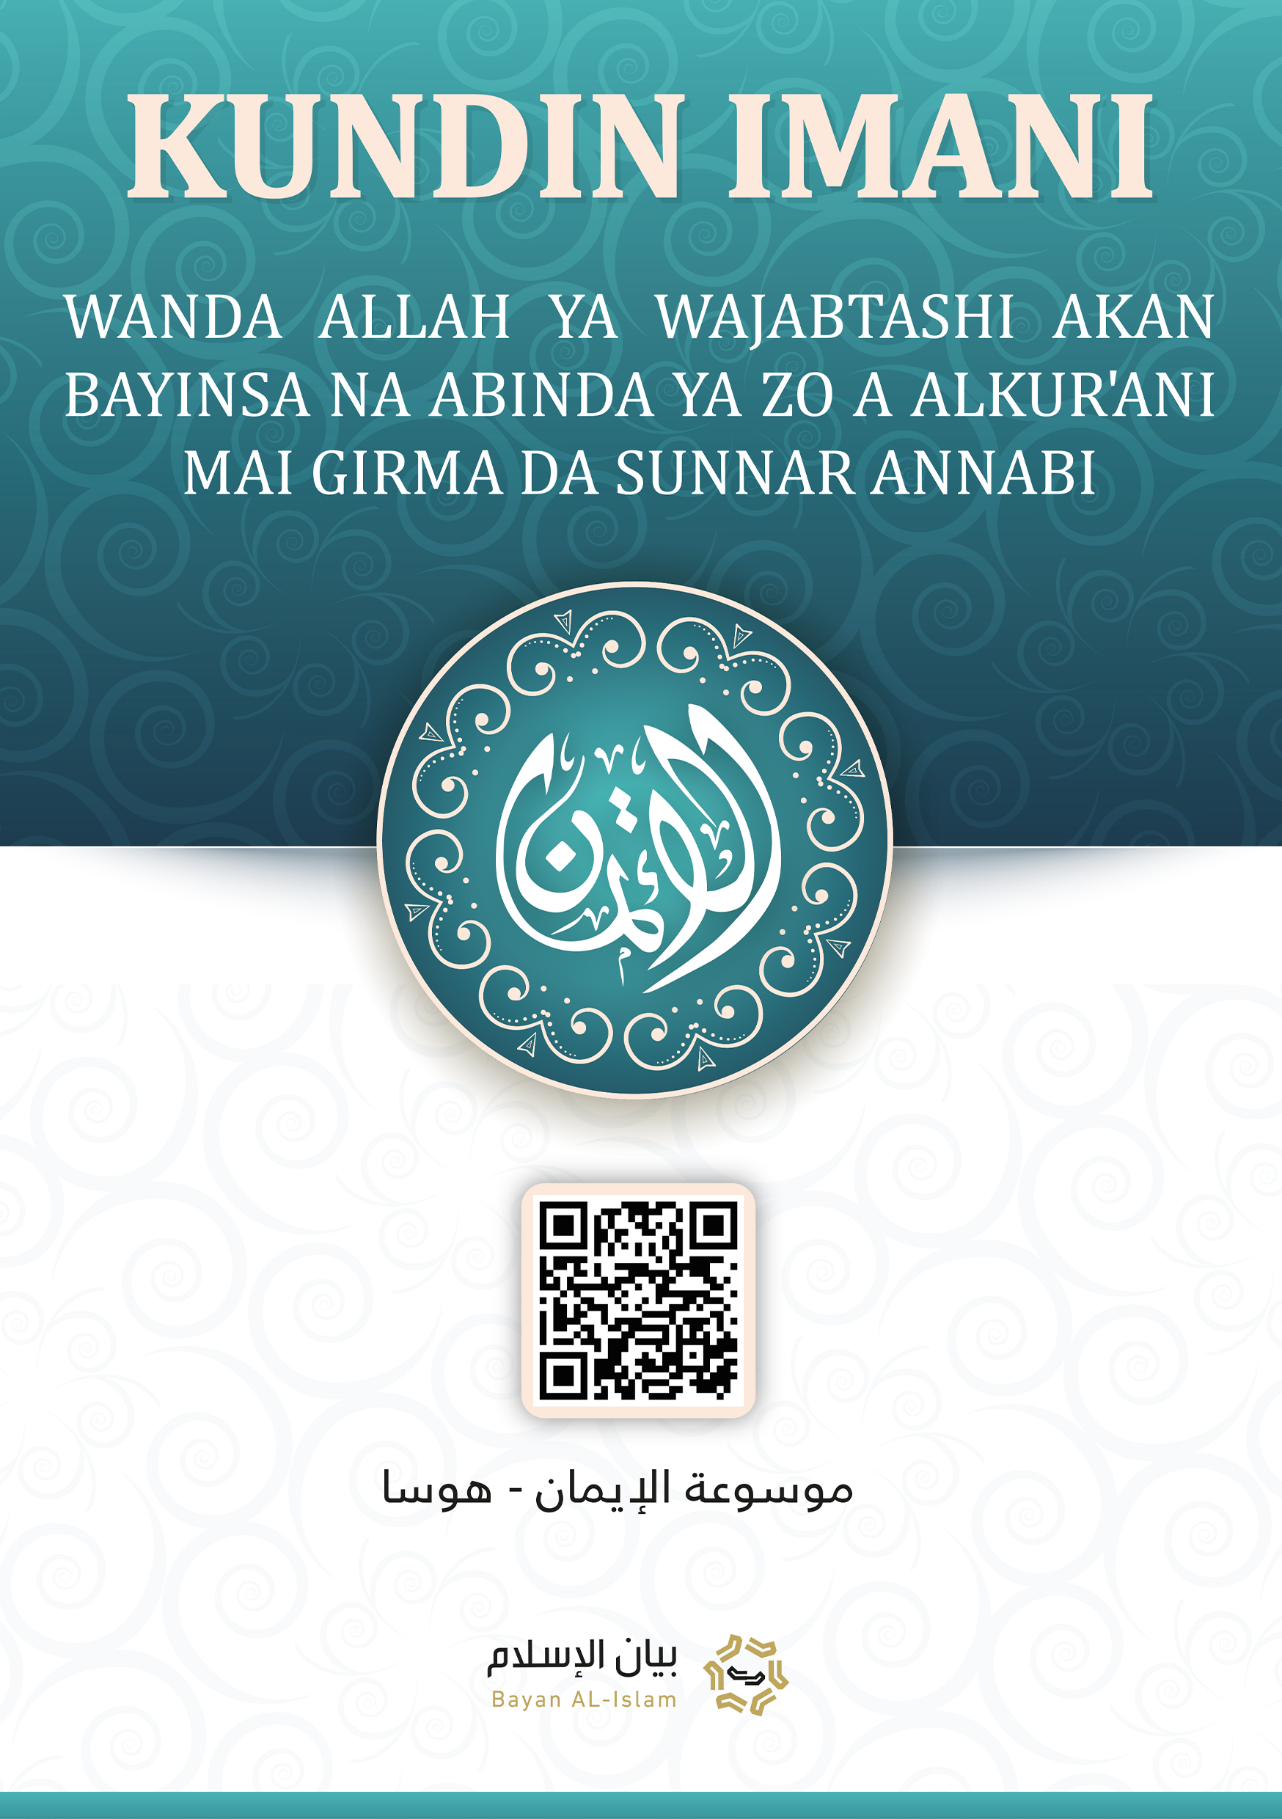 KUNDIN IMANI
WANDA ALLAH YA WAJABTASHI AKAN
BAYINSA NA ABINDA YA ZO A ALKUR'ANI
MAI GIRMA DA SUNNAR ANNABI
موسوعة الإيمان - هوسا
بيان الإسلام
Bayan AL-Islam